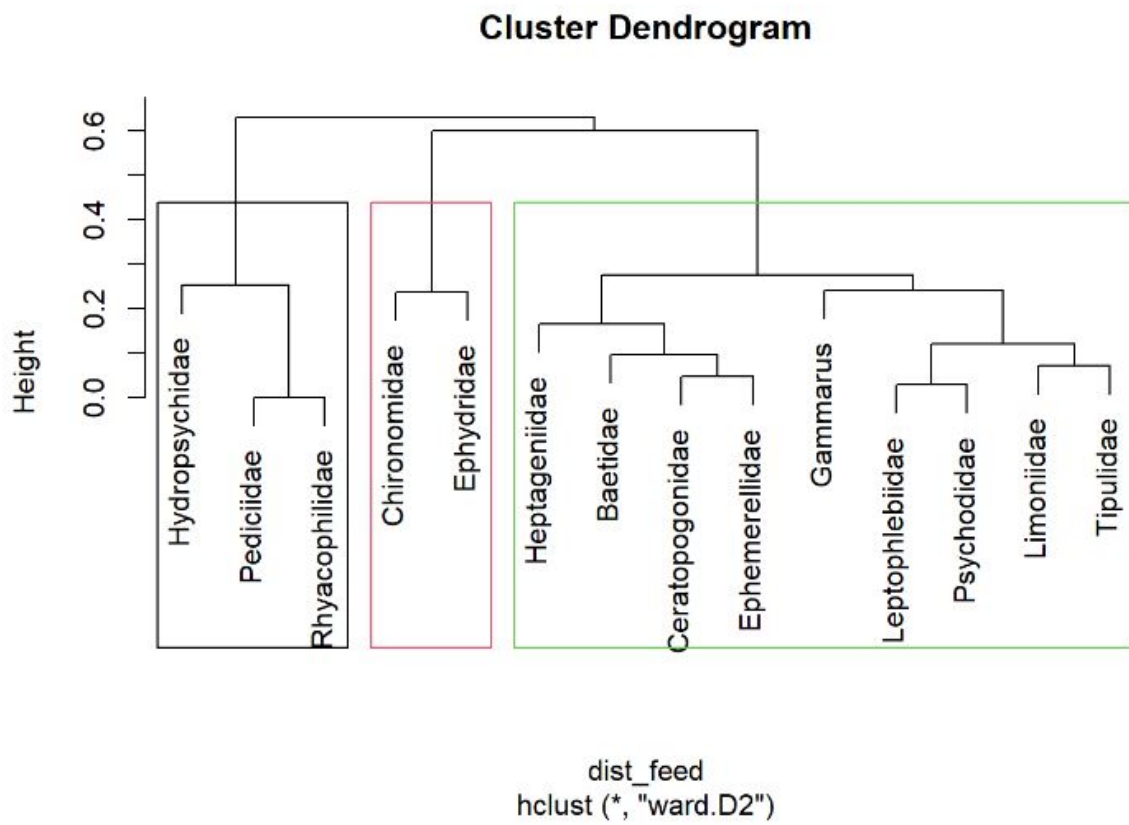 Cluster Dendrogram
Height
0.6
0.4
0.2
0.0
Hydropsychidae
Pediciidae
Rhyacophilidae
Chironomidae
Ephydridae
Heptageniidae
Baetidae
Ceratopogonidae
Ephemerellidae
Gammarus
Leptophlebiidae
Psychodidae
Limoniidae
Tipulidae
dist_feed
hclust (*, "ward.D2")